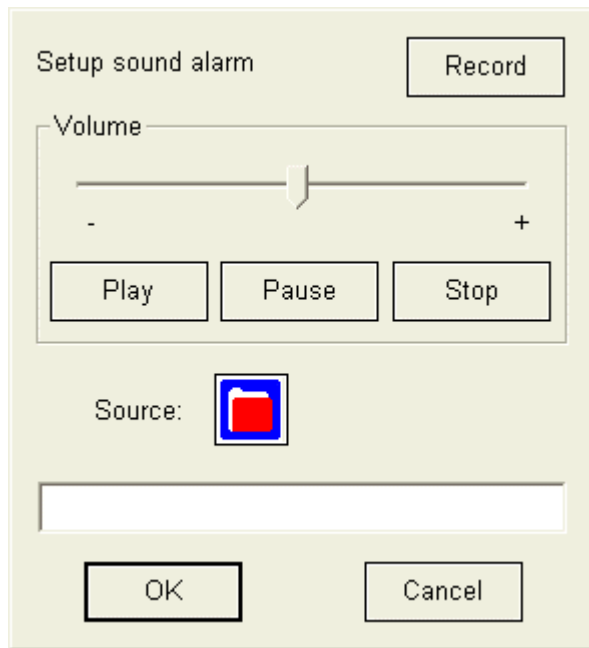 Setup sound alarm
Record
Volume
- +
Play Pause Stop
Source:
OK Cancel